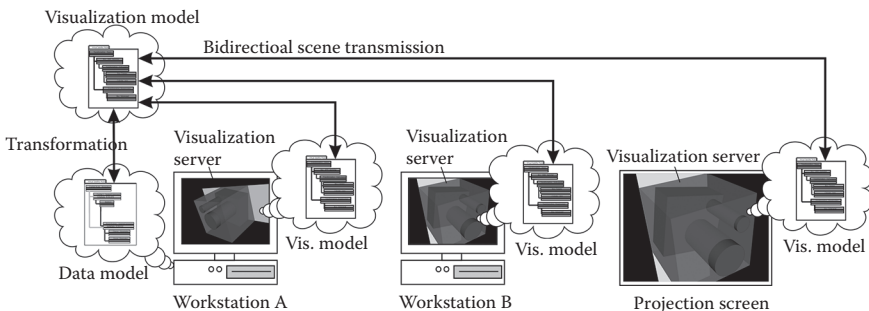 Visualization model
Bidirectioal scene transmission
Transformation
Visualization
server
Visualization
server
Visualization server
Vis. model
Vis. model
Vis. model
Data model
Workstation A
Workstation B
Projection screen